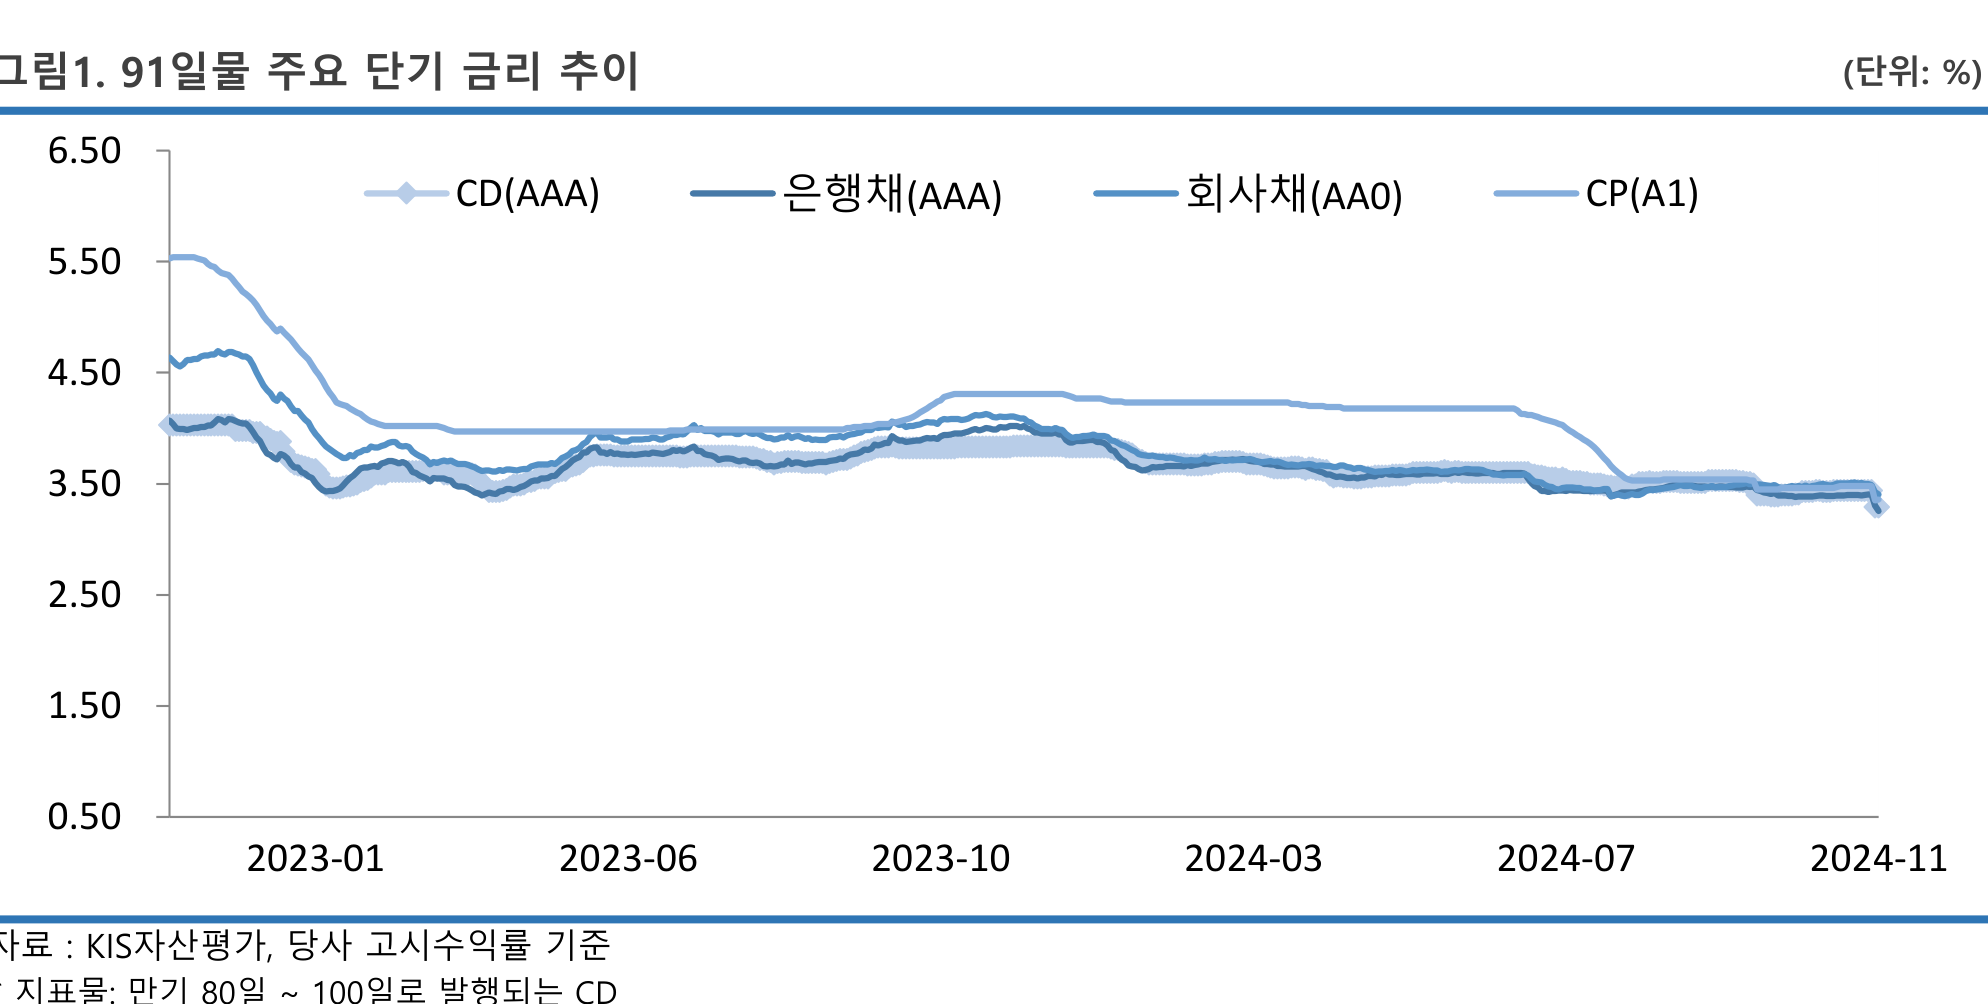 그림1. 91일물 주요 단기 금리 추이 (단위: %)
6.50
CD(AAA) 은행채(AAA) 회사채(AA0) CP(A1)
5.50
4.50
3.50
2.50
1.50
0.50
2023-01 2023-06 2023-10 2024-03 2024-07 2024-11
자료 : KIS자산평가, 당사 고시수익률 기준
지표물: 만기 80일 ~ 100일로 발행되는 CD